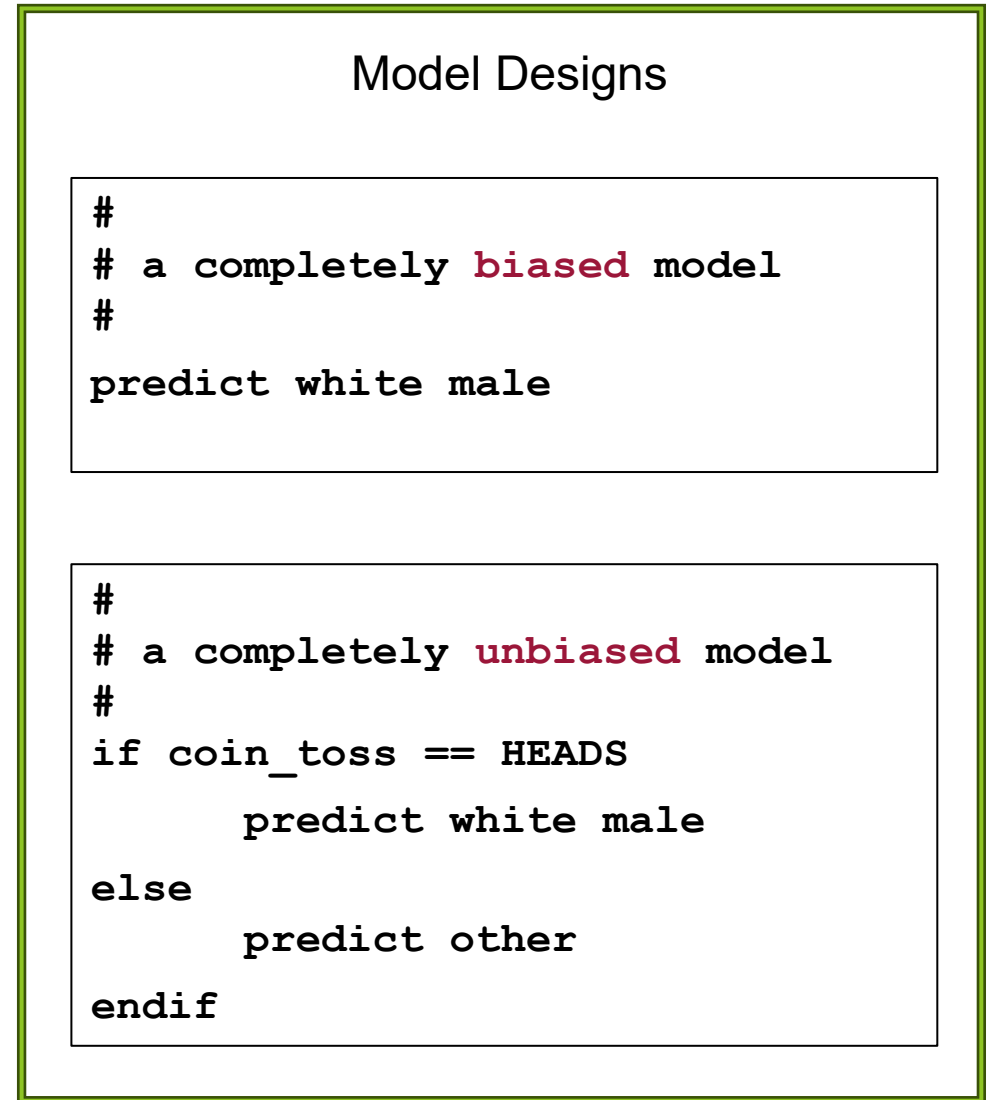 Model Designs
#
# a completely biased model
#
predict white male
#
# a completely unbiased model
#
if coin_toss == HEADS
predict white male
else
predict other
endif